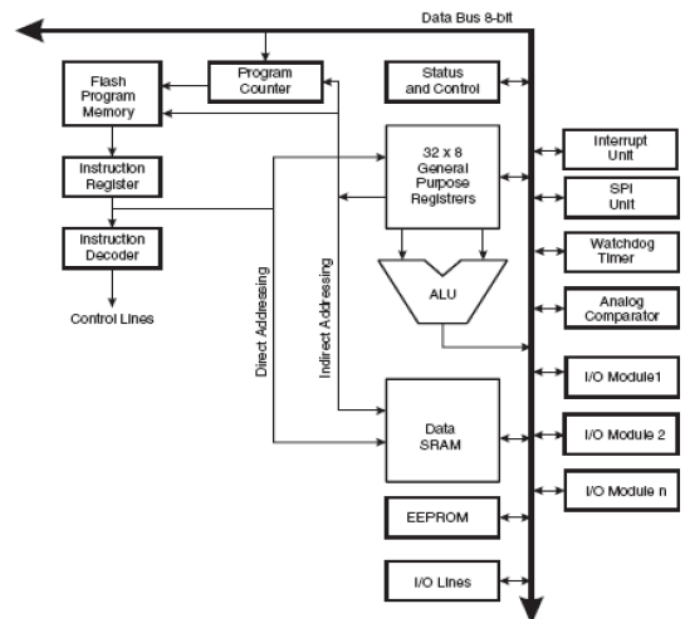 Data Bus 8-bit
Flash
Program
Memory
Program
Counter
Status
and Control
Instruction
Register
32 x 8
General
Purpose
Registrers
Interrupt
Unit
SPI
Unit
Instruction
Decoder
Watchdog
Timer
Direct Addressing
Indirect Addressing
ALU
Analog
Comparator
Control Lines
I/O Module1
Data
SRAM
I/O Module 2
I/O Module n
EEPROM
I/O Lines